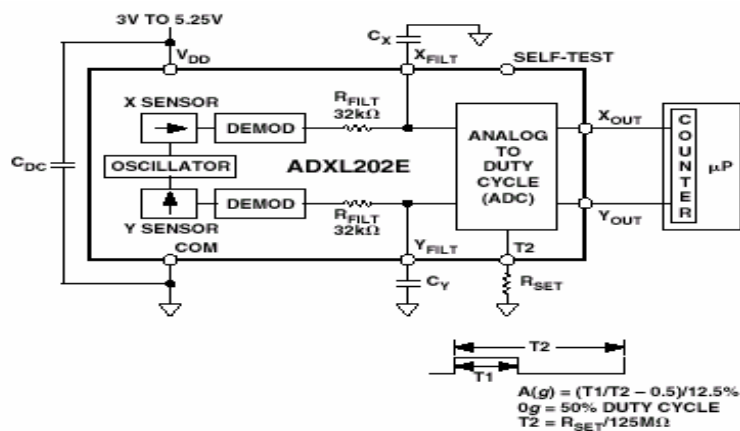 3V TO 5.25V
V_DD
C_X
X_FILT
SELF-TEST
X SENSOR
DEMOD
R_FILT
32kΩ
X_OUT
C_DC
OSCILLATOR
ADXL202E
ANALOG
TO
DUTY
CYCLE
(ADC)
COUNTER
μP
DEMOD
Y SENSOR
R_FILT
32kΩ
Y_OUT
COM
Y_FILT
T2
C_Y
R_SET
T2
T1
A(g) = (T1/T2 – 0.5)/12.5%
0g = 50% DUTY CYCLE
T2 = R_SET/125MΩ